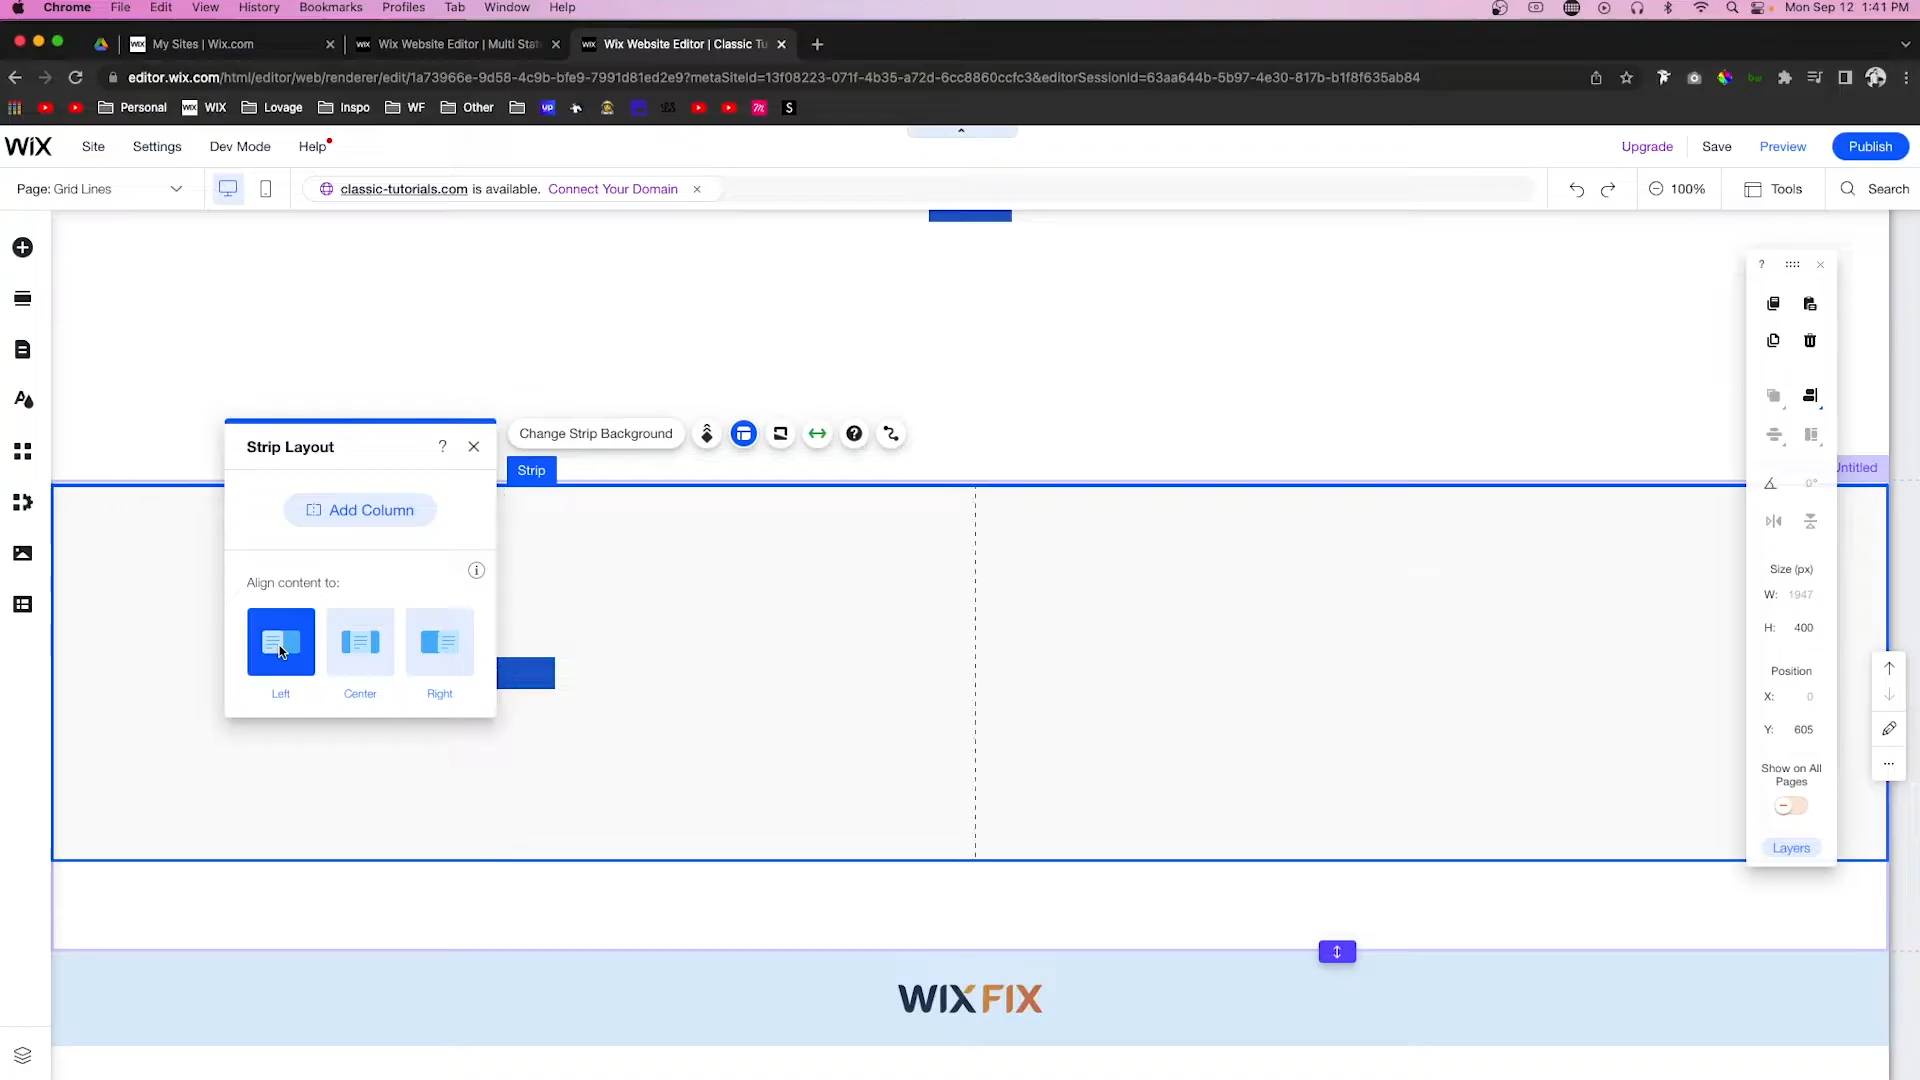 Chrome File Edit View History Bookmarks Profiles Tab Window Help Mon Sep 12 1:41 PM
My Sites | Wix.com
Wix Website Editor | Multi Stat
Wix Website Editor | Classic Tu
editor.wix.com/html/editor/web/renderer/edit/1a73966e-9d58-4c9b-bfe9-7991d81ed2e9?metaSiteId=13f08223-071f-4b35-a72d-6cc8860ccfc3&editorSessionId=63aa644b-5b97-4e30-817b-b1f8f635ab84
Personal WIX Lovage Inspo WF Other
WiX Site Settings Dev Mode Help Upgrade Save Preview Publish
Page: Grid Lines classic-tutorials.com is available. Connect Your Domain 100% Tools Search
Strip Layout ?
Change Strip Background
Strip
Add Column
Align content to:
Left Center Right
Untitled
0°
Size (px)
W: 1947
H: 400
Position
X: 0
Y: 605
Show on All
Pages
Layers
WIXFIX